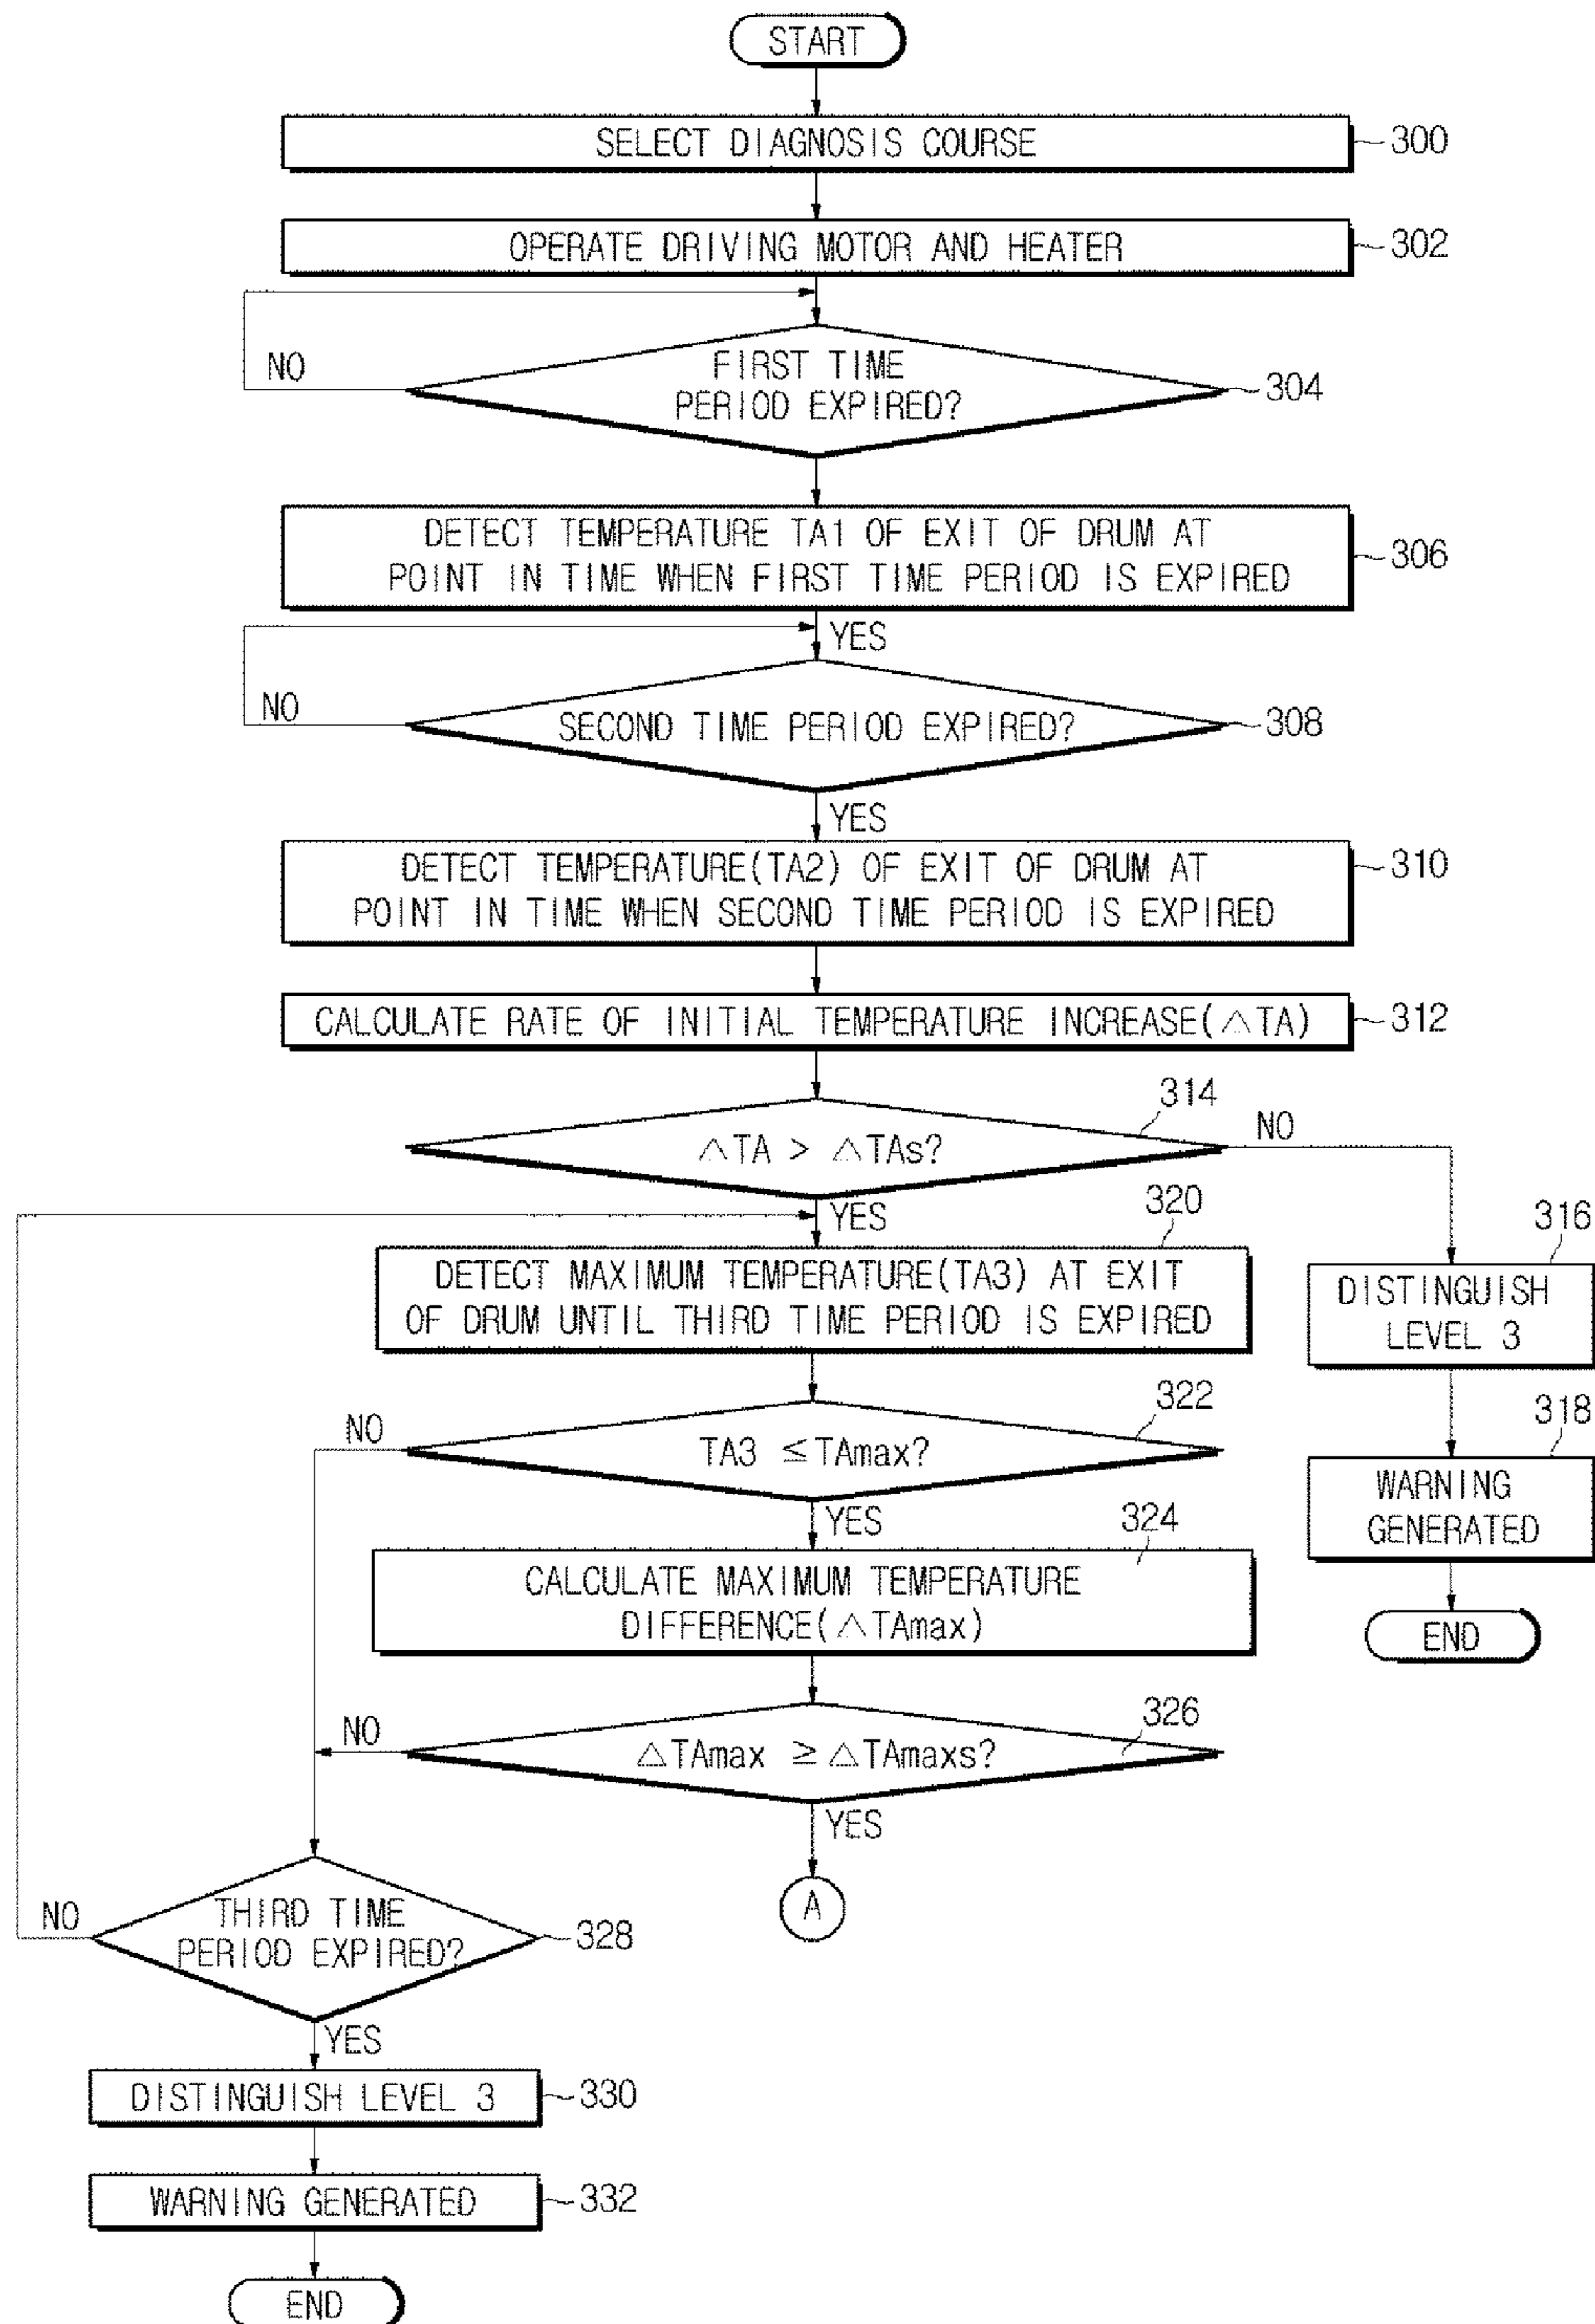 START
SELECT DIAGNOSIS COURSE
300
OPERATE DRIVING MOTOR AND HEATER
302
NO
FIRST TIME
PERIOD EXPIRED?
304
DETECT TEMPERATURE TA1 OF EXIT OF DRUM AT
POINT IN TIME WHEN FIRST TIME PERIOD IS EXPIRED
306
YES
NO
SECOND TIME PERIOD EXPIRED?
308
YES
DETECT TEMPERATURE(TA2) OF EXIT OF DRUM AT
POINT IN TIME WHEN SECOND TIME PERIOD IS EXPIRED
310
CALCULATE RATE OF INITIAL TEMPERATURE INCREASE(△TA)
312
314
△TA > △TAs?
NO
YES
320
316
DETECT MAXIMUM TEMPERATURE(TA3) AT EXIT
OF DRUM UNTIL THIRD TIME PERIOD IS EXPIRED
DISTINGUISH
LEVEL 3
322
NO
TA3 ≤TAmax?
318
YES
324
WARNING
GENERATED
CALCULATE MAXIMUM TEMPERATURE
DIFFERENCE(△TAmax)
END
326
NO
△TAmax ≥ △TAmaxs?
YES
A
NO
THIRD TIME
PERIOD EXPIRED?
328
YES
DISTINGUISH LEVEL 3
330
WARNING GENERATED
332
END